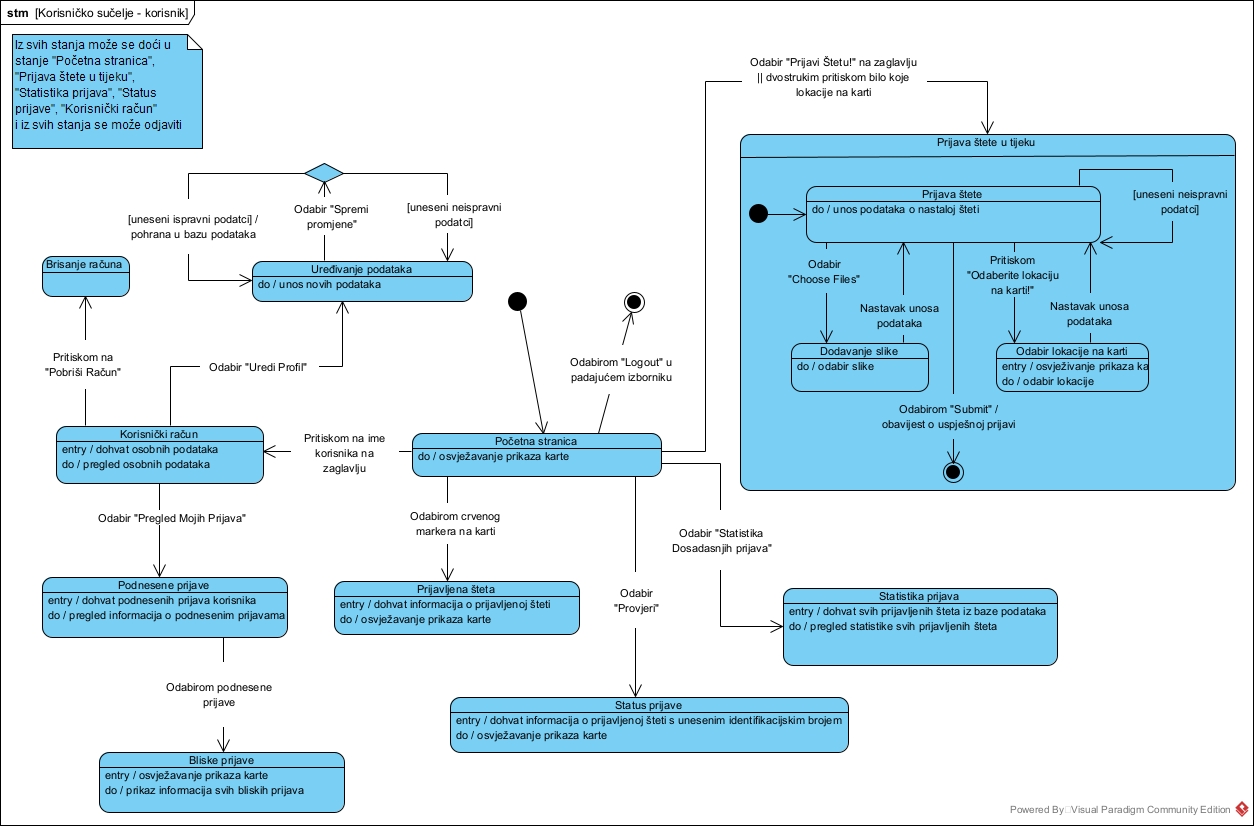 stm [Korisničko sučelje - korisnik]
Iz svih stanja može se doći u
stanje "Početna stranica",
"Prijava štete u tijeku",
"Statistika prijava", "Status
prijave", "Korisnički račun"
i iz svih stanja se može odjaviti
Odabir "Prijavi Štetu!" na zaglavlju
|| dvostrukim pritiskom bilo koje
lokacije na karti
Prijava štete u tijeku
Prijava štete
do / unos podataka o nastaloj šteti
[uneseni neispravni
podatci]
Odabir
"Choose Files"
Pritiskom
"Odaberite lokaciju
na karti!"
Nastavak unosa
podataka
Nastavak unosa
podataka
Dodavanje slike
do / odabir slike
Odabir lokacije na karti
entry / osvježivanje prikaza ka
do / odabir lokacije
Odabirom "Submit" /
obavijest o uspješnoj prijavi
[uneseni ispravni podatci] /
pohrana u bazu podataka
Odabir "Spremi
promjene"
[uneseni neispravni
podatci]
Brisanje računa
Uređivanje podataka
do / unos novih podataka
Pritiskom na
"Pobriši Račun"
Odabir "Uredi Profil"
Odabirom "Logout" u
padajućem izborniku
Korisnički račun
entry / dohvat osobnih podataka
do / pregled osobnih podataka
Pritiskom na ime
korisnika na
zaglavlju
Početna stranica
do / osvježavanje prikaza karte
Odabir "Pregled Mojih Prijava"
Odabirom crvenog
markera na karti
Odabir "Statistika
Dosadasnjih prijava"
Podnesene prijave
entry / dohvat podnesenih prijava korisnika
do / pregled informacija o podnesenim prijavama
Prijavljena šteta
entry / dohvat informacija o prijavljenoj šteti
do / osvježavanje prikaza karte
Odabir
"Provjeri"
Statistika prijava
entry / dohvat svih prijavljenih šteta iz baze podataka
do / pregled statistike svih prijavljenih šteta
Odabirom podnesene
prijave
Status prijave
entry / dohvat informacija o prijavljenoj šteti s unesenim identifikacijskim brojem
do / osvježavanje prikaza karte
Bliske prijave
entry / osvježavanje prikaza karte
do / prikaz informacija svih bliskih prijava
Powered By Visual Paradigm Community Edition